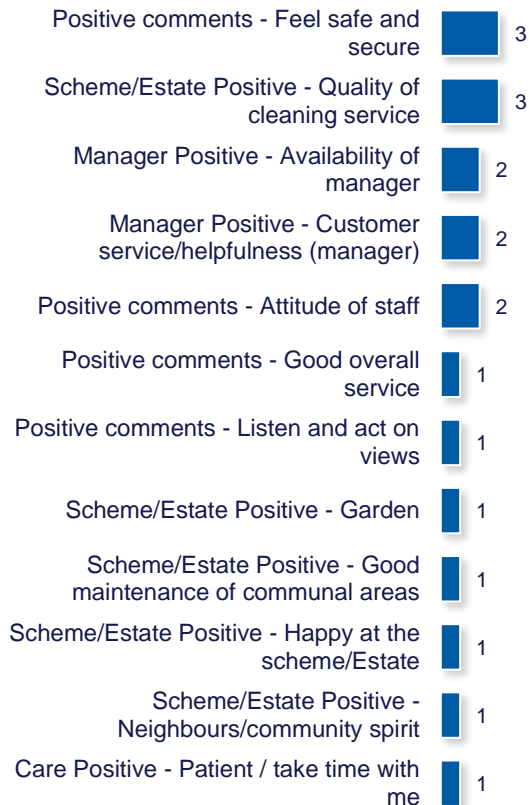 Positive comments - Feel safe and
secure
3
Scheme/Estate Positive - Quality of
cleaning service
3
Manager Positive - Availability of
manager
2
Manager Positive - Customer
service/helpfulness (manager)
2
Positive comments - Attitude of staff
2
Positive comments - Good overall
service
1
Positive comments - Listen and act on
views
1
Scheme/Estate Positive - Garden
1
Scheme/Estate Positive - Good
maintenance of communal areas
1
Scheme/Estate Positive - Happy at the
scheme/Estate
1
Scheme/Estate Positive -
Neighbours/community spirit
1
Care Positive - Patient / take time with
me
1